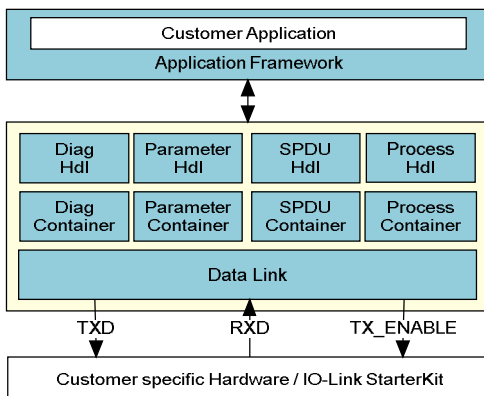 Customer Application
Application Framework
Diag
Hdl
Parameter
Hdl
SPDU
Hdl
Process
Hdl
Diag
Container
Parameter
Container
SPDU
Container
Process
Container
Data Link
TXD
RXD
TX_ENABLE
Customer specific Hardware / IO-Link StarterKit